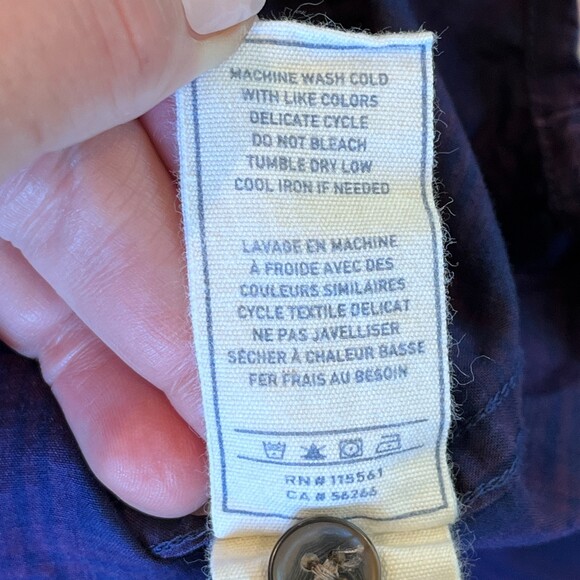 MACHINE WASH COLD
WITH LIKE COLORS
DELICATE CYCLE
DO NOT BLEACH
TUMBLE DRY LOW
COOL IRON IF NEEDED
LAVAGE EN MACHINE
À FROIDE AVEC DES
COULEURS SIMILAIRES
CYCLE TEXTILE DELICAT
NE PAS JAVELLISER
SÉCHER À CHALEUR BASSE
FER FRAIS AU BESOIN
RN # 115561
CA # 56266